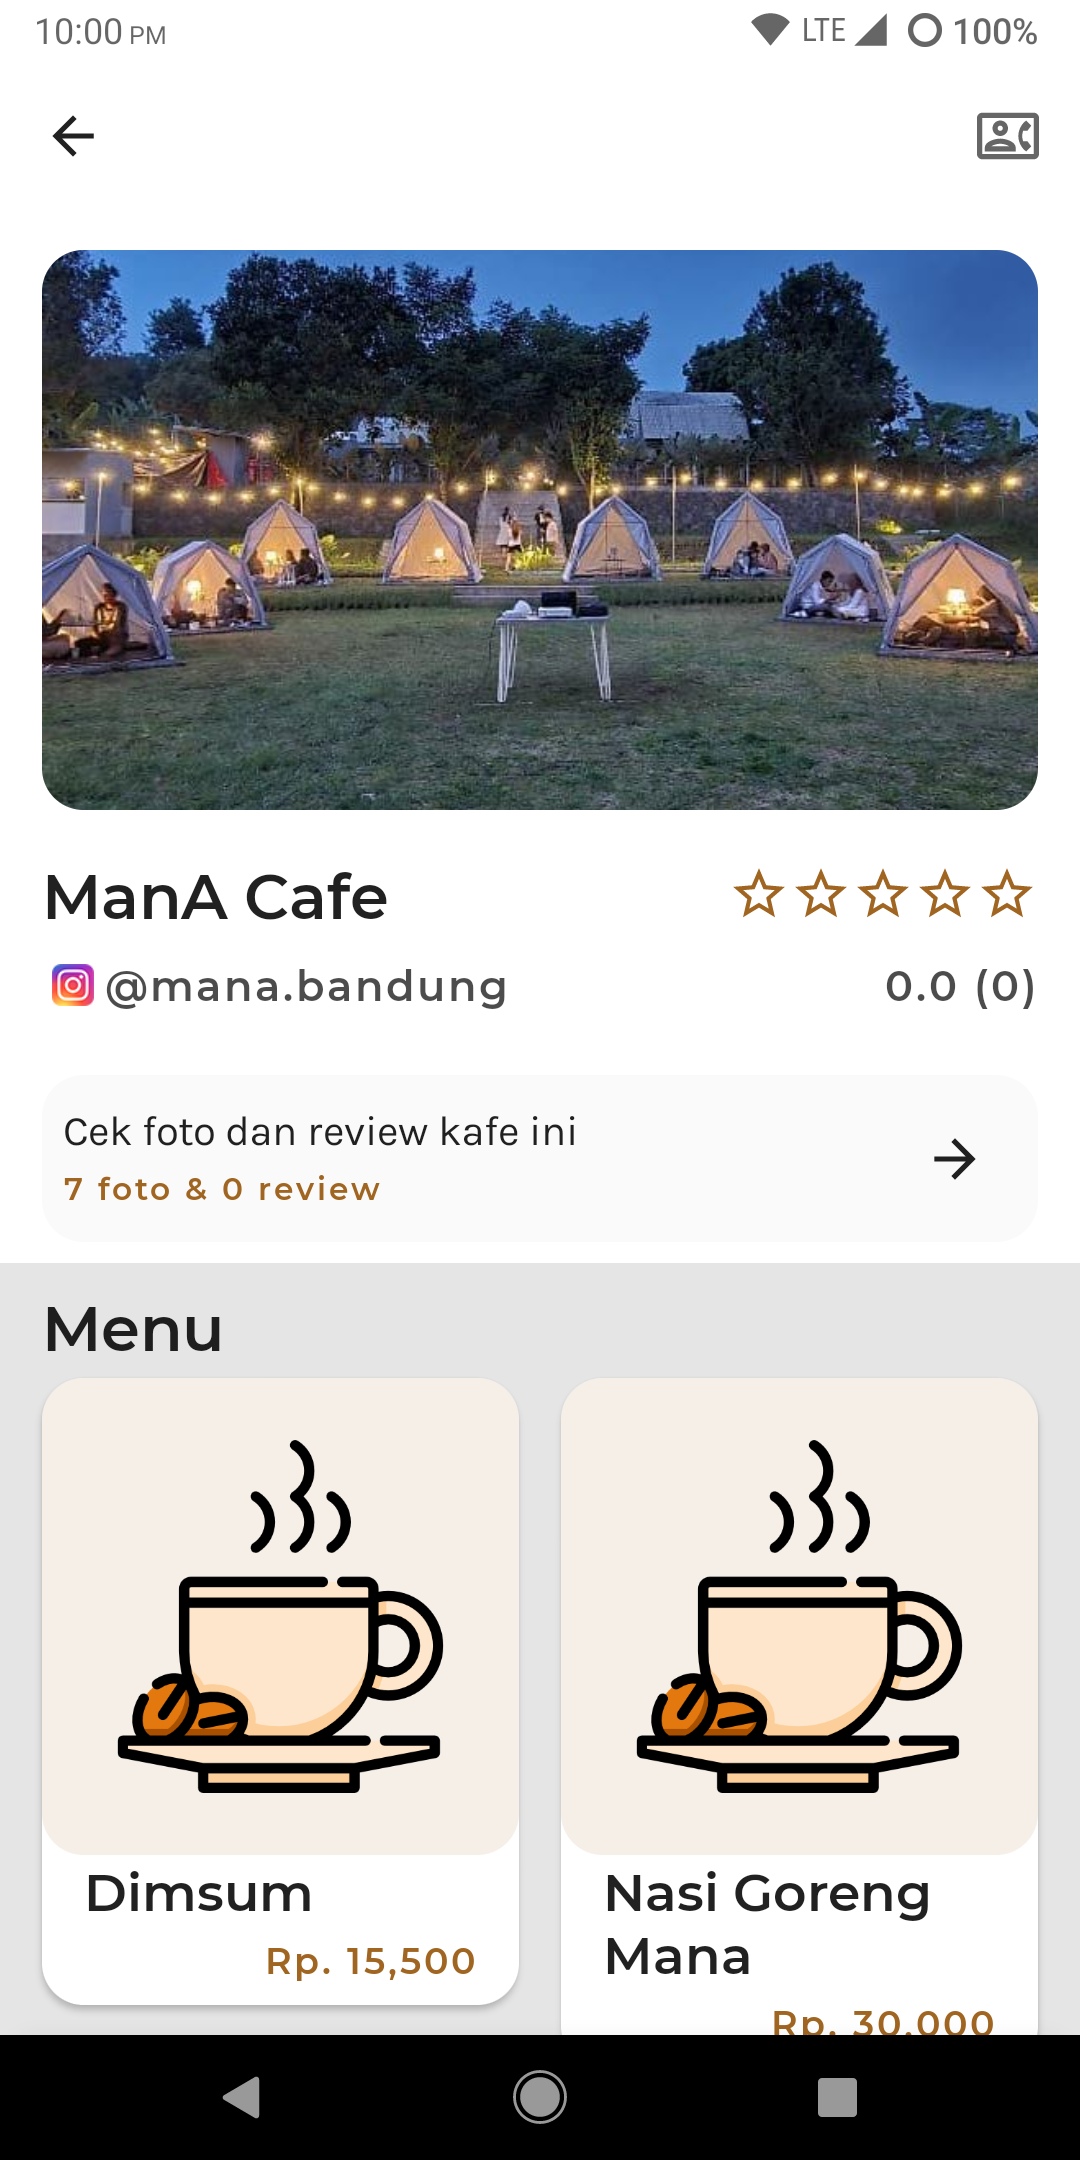 10:00 PM
LTE 100%
ManA Cafe
@mana.bandung
0.0 (0)
Cek foto dan review kafe ini
7 foto & 0 review
Menu
Dimsum
Rp. 15,500
Nasi Goreng
Mana
Rp. 30,000